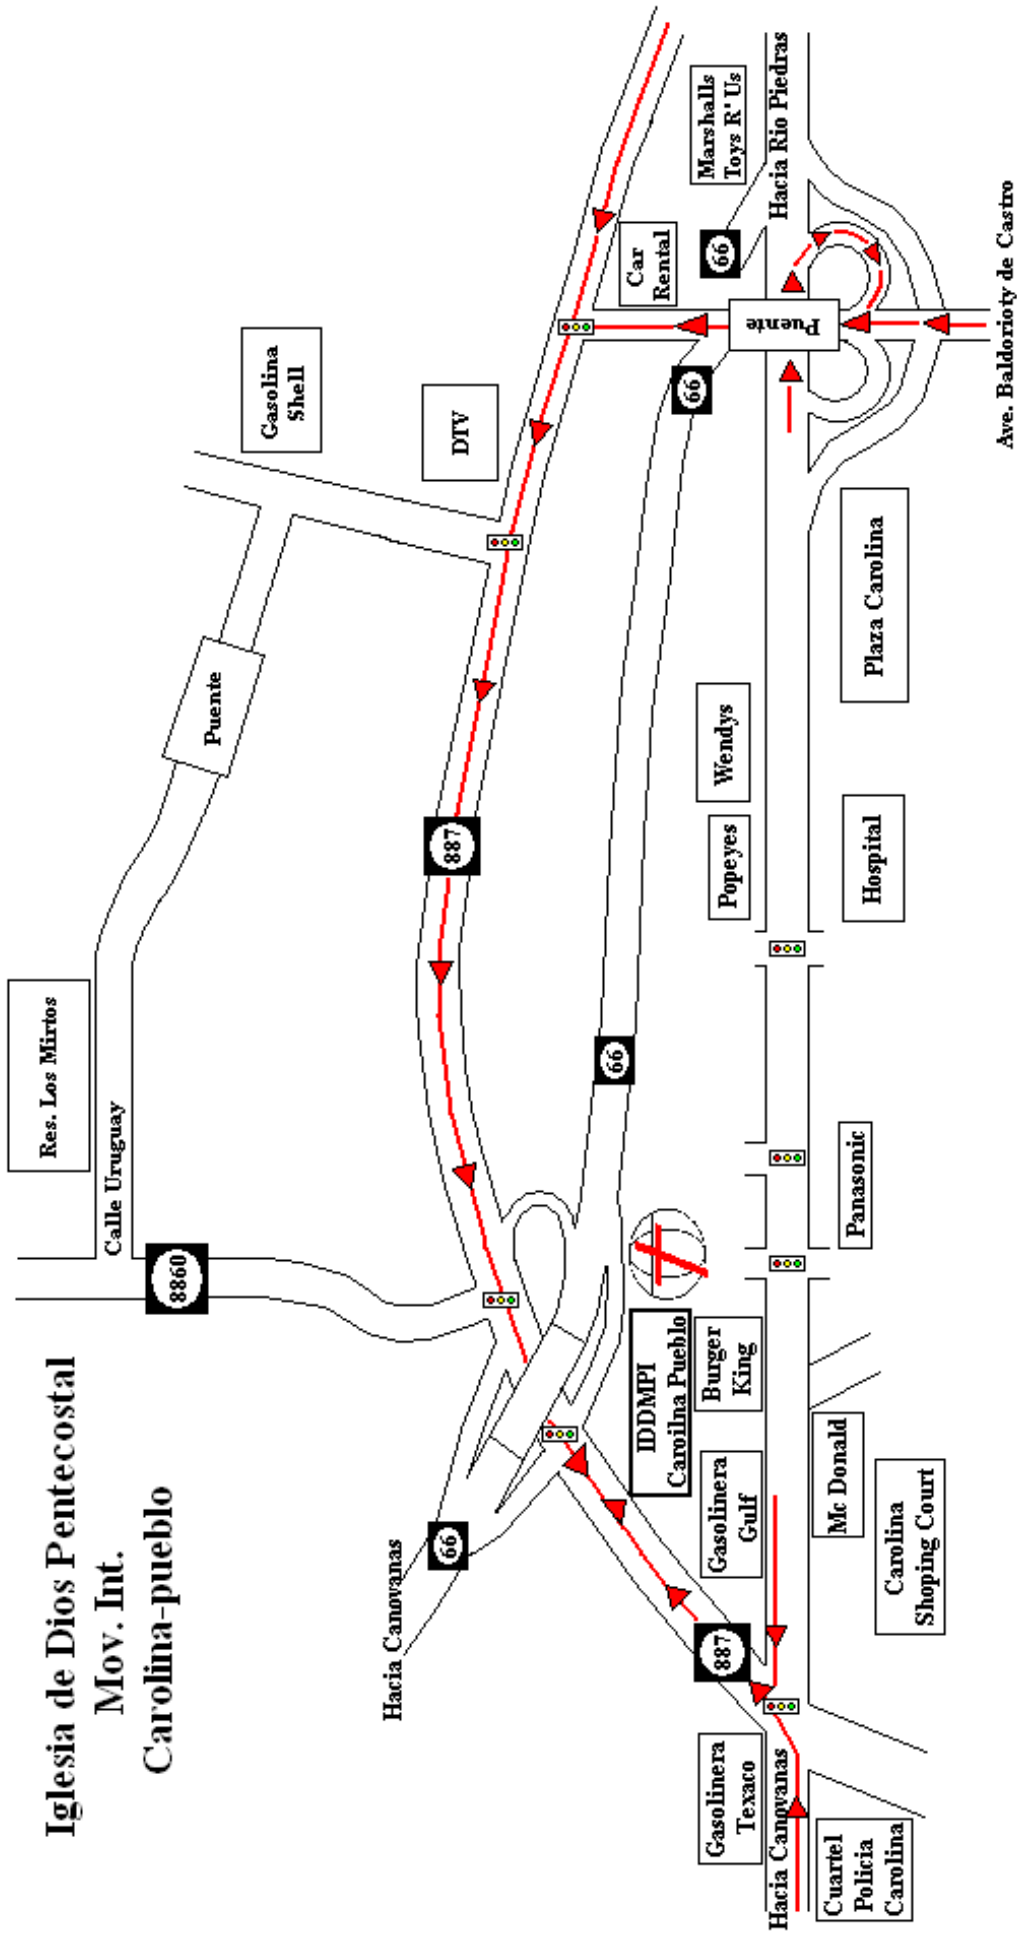 Iglesia de Dios Pentecostal
Mov. Int.
Carolina-pueblo
Res. Los Mirtos
Calle Uruguay
8860
Puente
Gasolina
Shell
DTV
887
Hacia Canovanas
66
66
66
66
Car
Rental
Marshalls
Toys R' Us
Hacia Rio Piedras
Puente
Ave. Baldorioty de Castro
IDDMPI
Caroilna Pueblo
Burger
King
Gasolinera
Gulf
887
Popeyes
Wendys
Gasolinera
Texaco
Hacia Canovanas
Cuartel
Policia
Carolina
Mc Donald
Carolina
Shoping Court
Panasonic
Hospital
Plaza Carolina